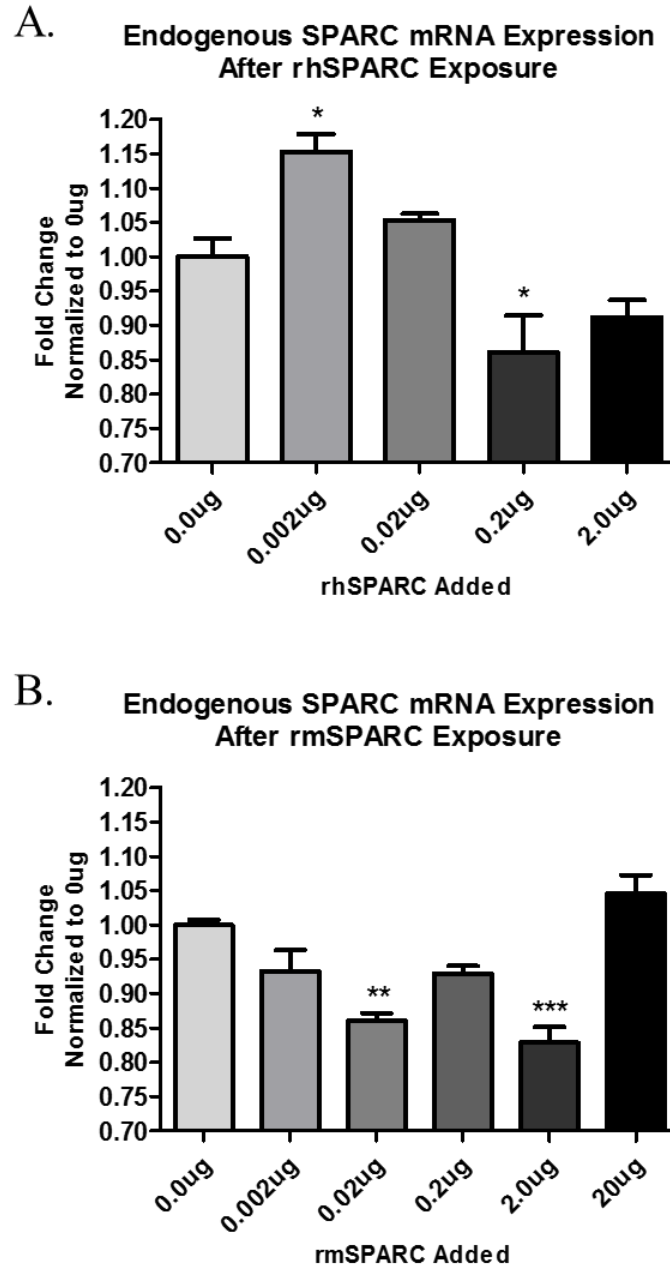 A.
Endogenous SPARC mRNA Expression
After rhSPARC Exposure
Fold Change
Normalized to 0ug
1.20
1.15
1.10
1.05
1.00
0.95
0.90
0.85
0.80
0.75
0.70
*
*
0.0ug
0.002ug
0.02ug
0.2ug
2.0ug
rhSPARC Added
B.
Endogenous SPARC mRNA Expression
After rmSPARC Exposure
Fold Change
Normalized to 0ug
1.20
1.15
1.10
1.05
1.00
0.95
0.90
0.85
0.80
0.75
0.70
**
***
0.0ug
0.002ug
0.02ug
0.2ug
2.0ug
20ug
rmSPARC Added